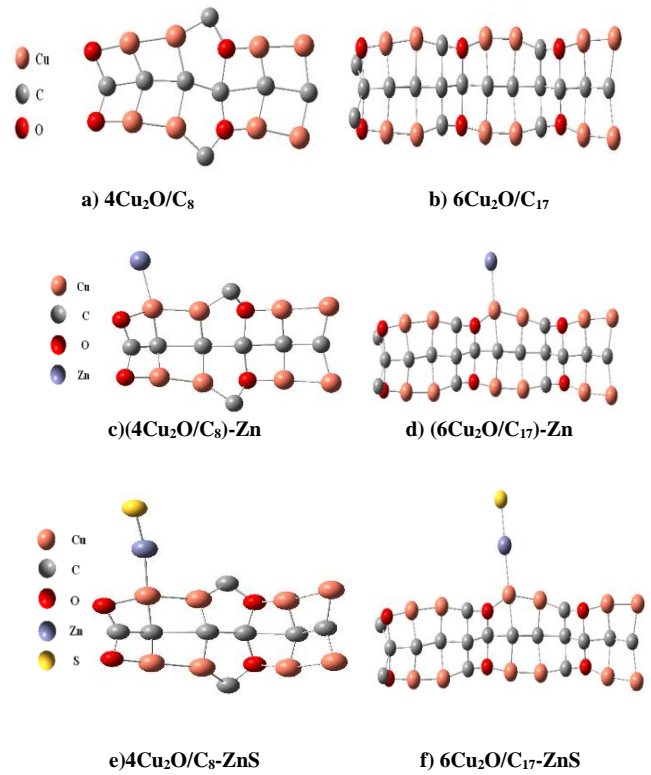 Cu
C
O
a) 4Cu₂O/C₈
b) 6Cu₂O/C₁₇
Cu
C
O
Zn
c)(4Cu₂O/C₈)-Zn
d) (6Cu₂O/C₁₇)-Zn
Cu
C
O
Zn
S
e)4Cu₂O/C₈-ZnS
f) 6Cu₂O/C₁₇-ZnS